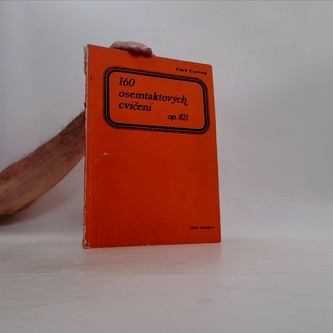 Carl Czerny
160
osemtaktových
cvičení
op. 821